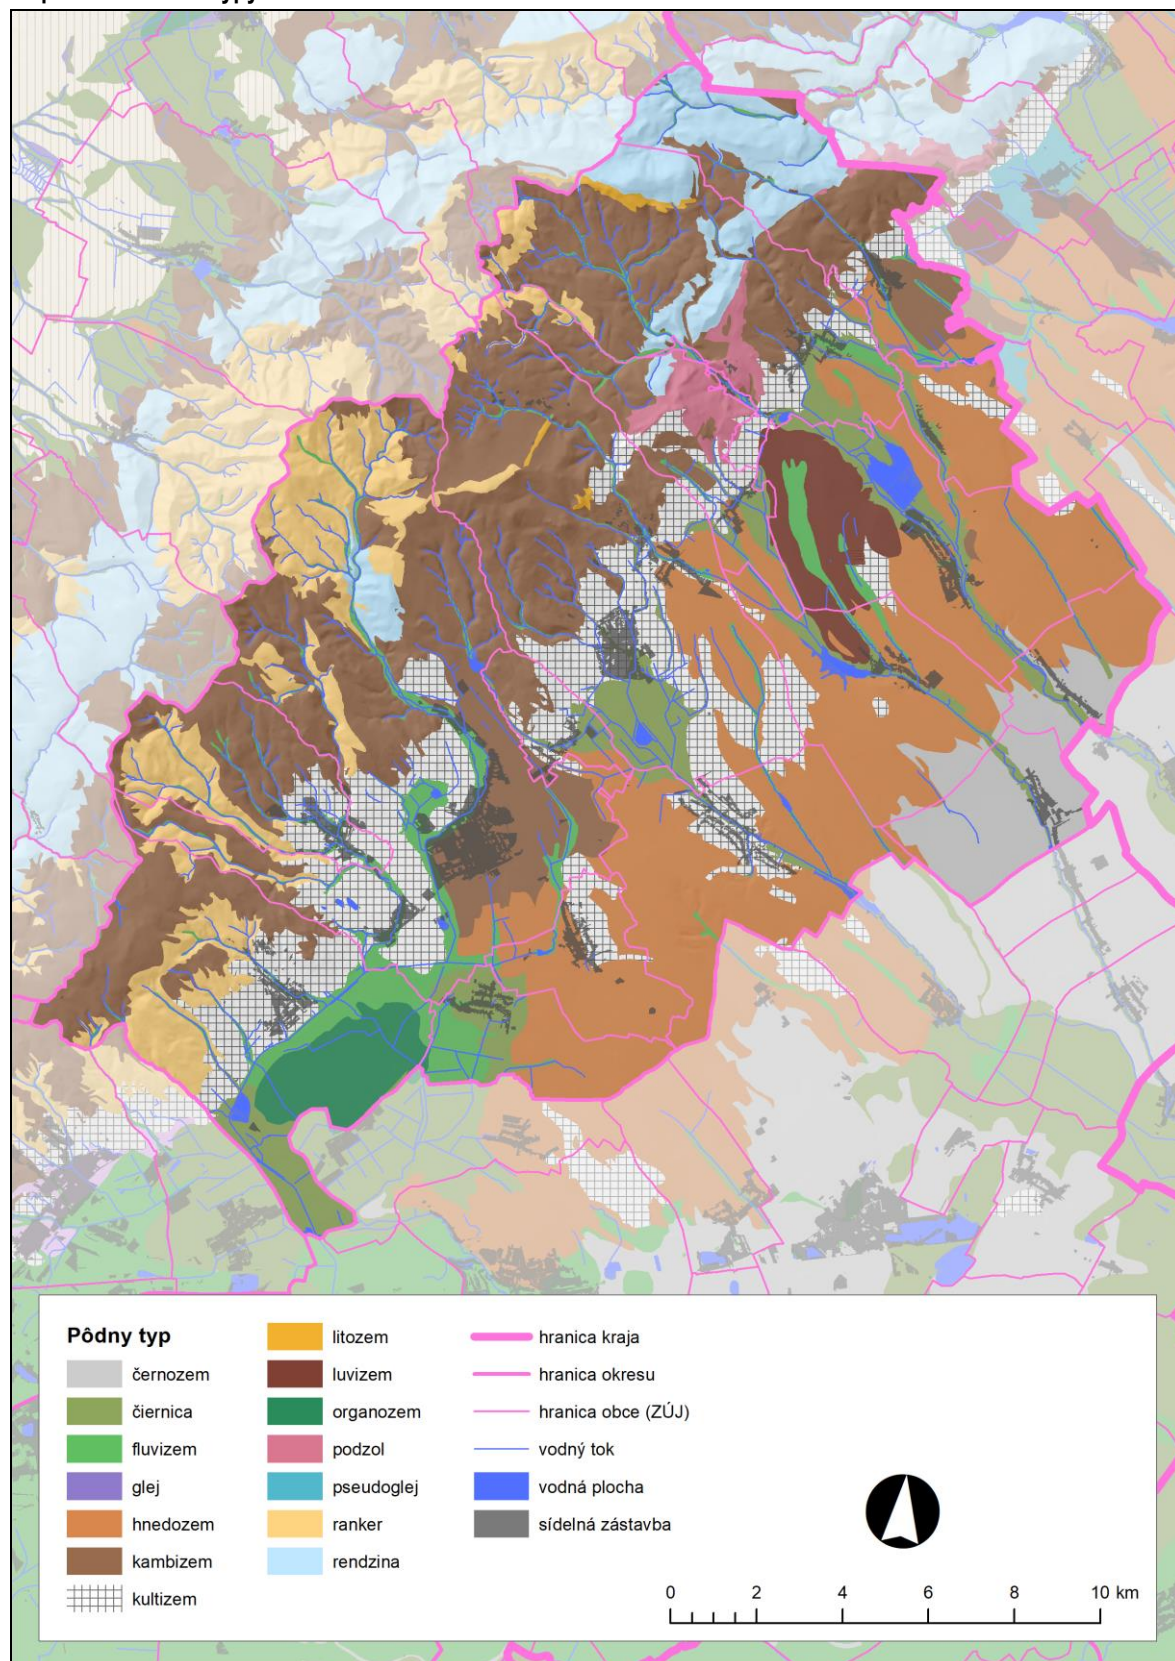 Pôdny typ
černozem
čiernica
fluvizem
glej
hnedozem
kambizem
kultizem
litozem
luvizem
organozem
podzol
pseudoglej
ranker
rendzina
hranica kraja
hranica okresu
hranica obce (ZÚJ)
vodný tok
vodná plocha
sídelná zástavba
0 2 4 6 8 10 km